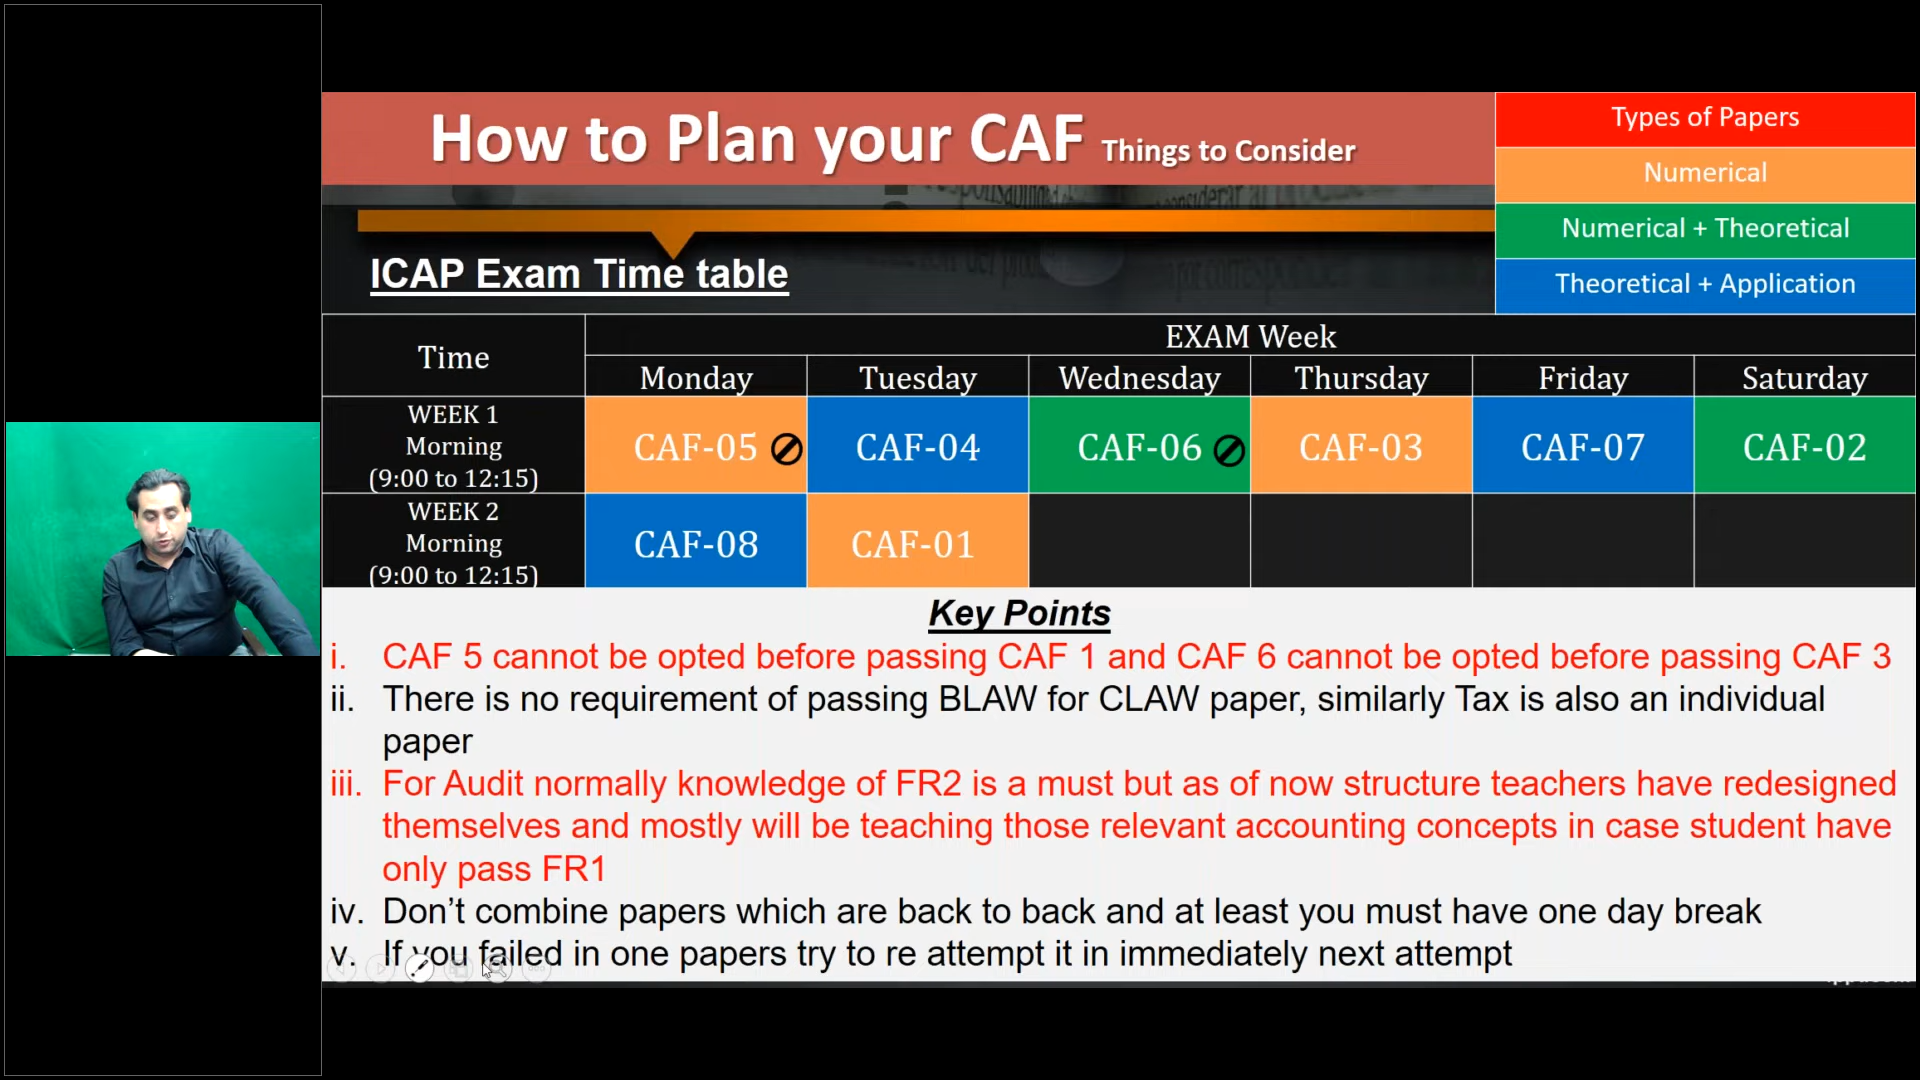 How to Plan your CAF Things to Consider
Types of Papers
Numerical
Numerical + Theoretical
Theoretical + Application
ICAP Exam Time table
Time
EXAM Week
Monday Tuesday Wednesday Thursday Friday Saturday
WEEK 1
Morning
(9:00 to 12:15)
CAF-05 CAF-04 CAF-06 CAF-03 CAF-07 CAF-02
WEEK 2
Morning
(9:00 to 12:15)
CAF-08 CAF-01
Key Points
i. CAF 5 cannot be opted before passing CAF 1 and CAF 6 cannot be opted before passing CAF 3
ii. There is no requirement of passing BLAW for CLAW paper, similarly Tax is also an individual
paper
iii. For Audit normally knowledge of FR2 is a must but as of now structure teachers have redesigned
themselves and mostly will be teaching those relevant accounting concepts in case student have
only pass FR1
iv. Don’t combine papers which are back to back and at least you must have one day break
v. If you failed in one papers try to re attempt it in immediately next attempt